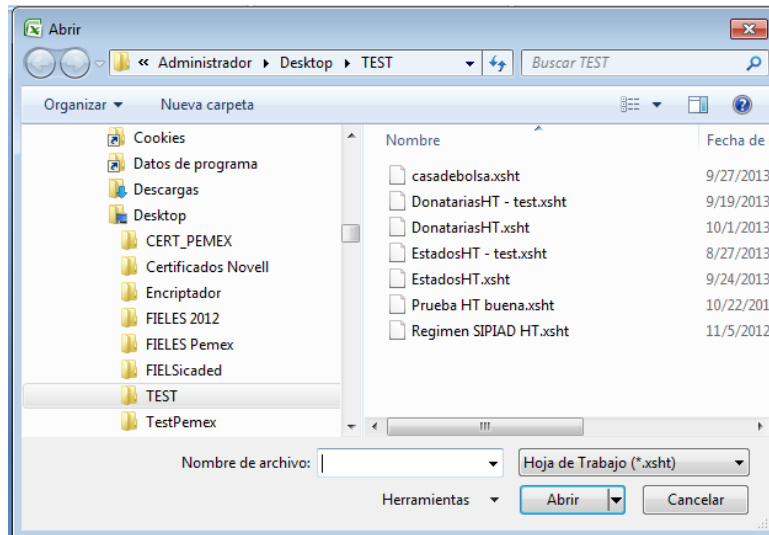 Abrir
« Administrador Desktop TEST Buscar TEST
Organizar Nueva carpeta
Cookies
Datos de programa
Descargas
Desktop
CERT_PEMEX
Certificados Novell
Encriptador
FIELES 2012
FIELES Pemex
FIELSicaded
TEST
TestPemex
Nombre Fecha de
casadebolsa.xsht 9/27/2013
DonatariasHT - test.xsht 9/19/2013
DonatariasHT.xsht 10/1/2013
EstadosHT - test.xsht 8/27/2013
EstadosHT.xsht 9/24/2013
Prueba HT buena.xsht 10/22/201
Regimen SIPIAD HT.xsht 11/5/2012
Nombre de archivo: Hoja de Trabajo (*.xsht)
Herramientas Abrir Cancelar